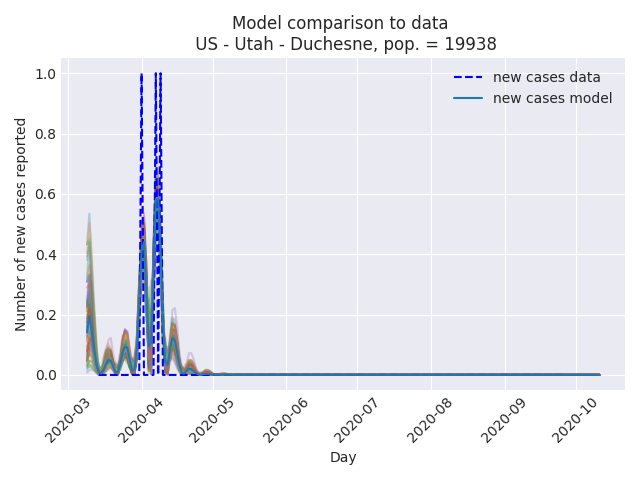 Model comparison to data
US - Utah - Duchesne, pop. = 19938
new cases data
new cases model
Number of new cases reported
1.0
0.8
0.6
0.4
0.2
0.0
2020-03
2020-04
2020-05
2020-06
2020-07
2020-08
2020-09
2020-10
Day